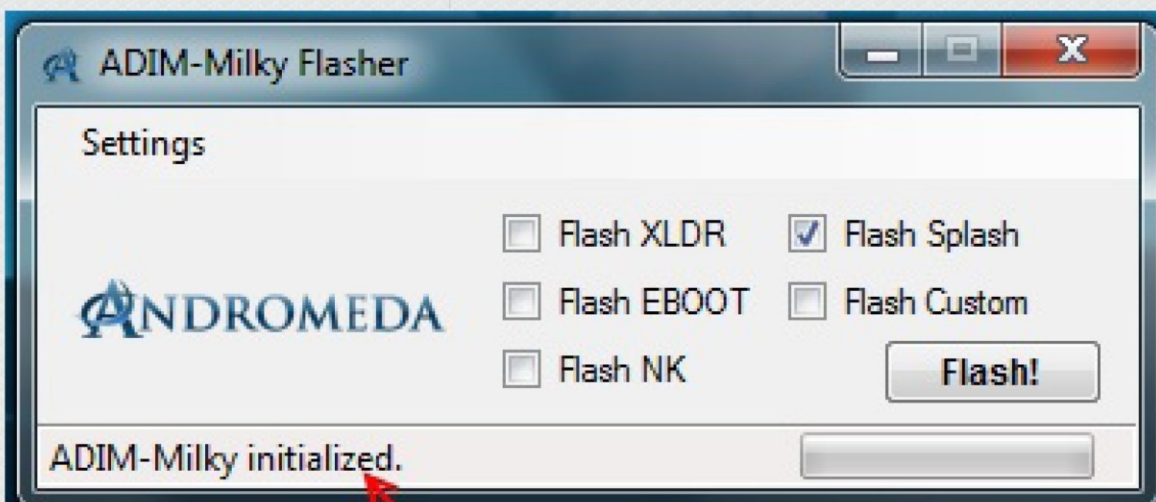 ADIM-Milky Flasher
Settings
ANDROMEDA
Flash XLDR
Flash Splash
Flash EBOOT
Flash Custom
Flash NK
Flash!
ADIM-Milky initialized.